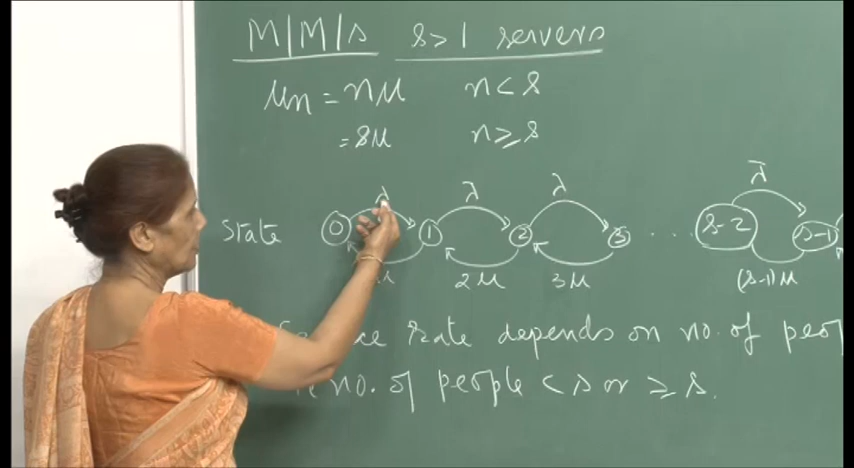 M|M|s s>1 servers
μn = nμ n<s
= sμ n≥s
λ̄ λ̄ λ̄ λ̄
State 0 1 2 3 ... s-2 s-1
μ 2μ 3μ (s-1)μ
rate depends on no. of
no. of people < s or ≥ s.